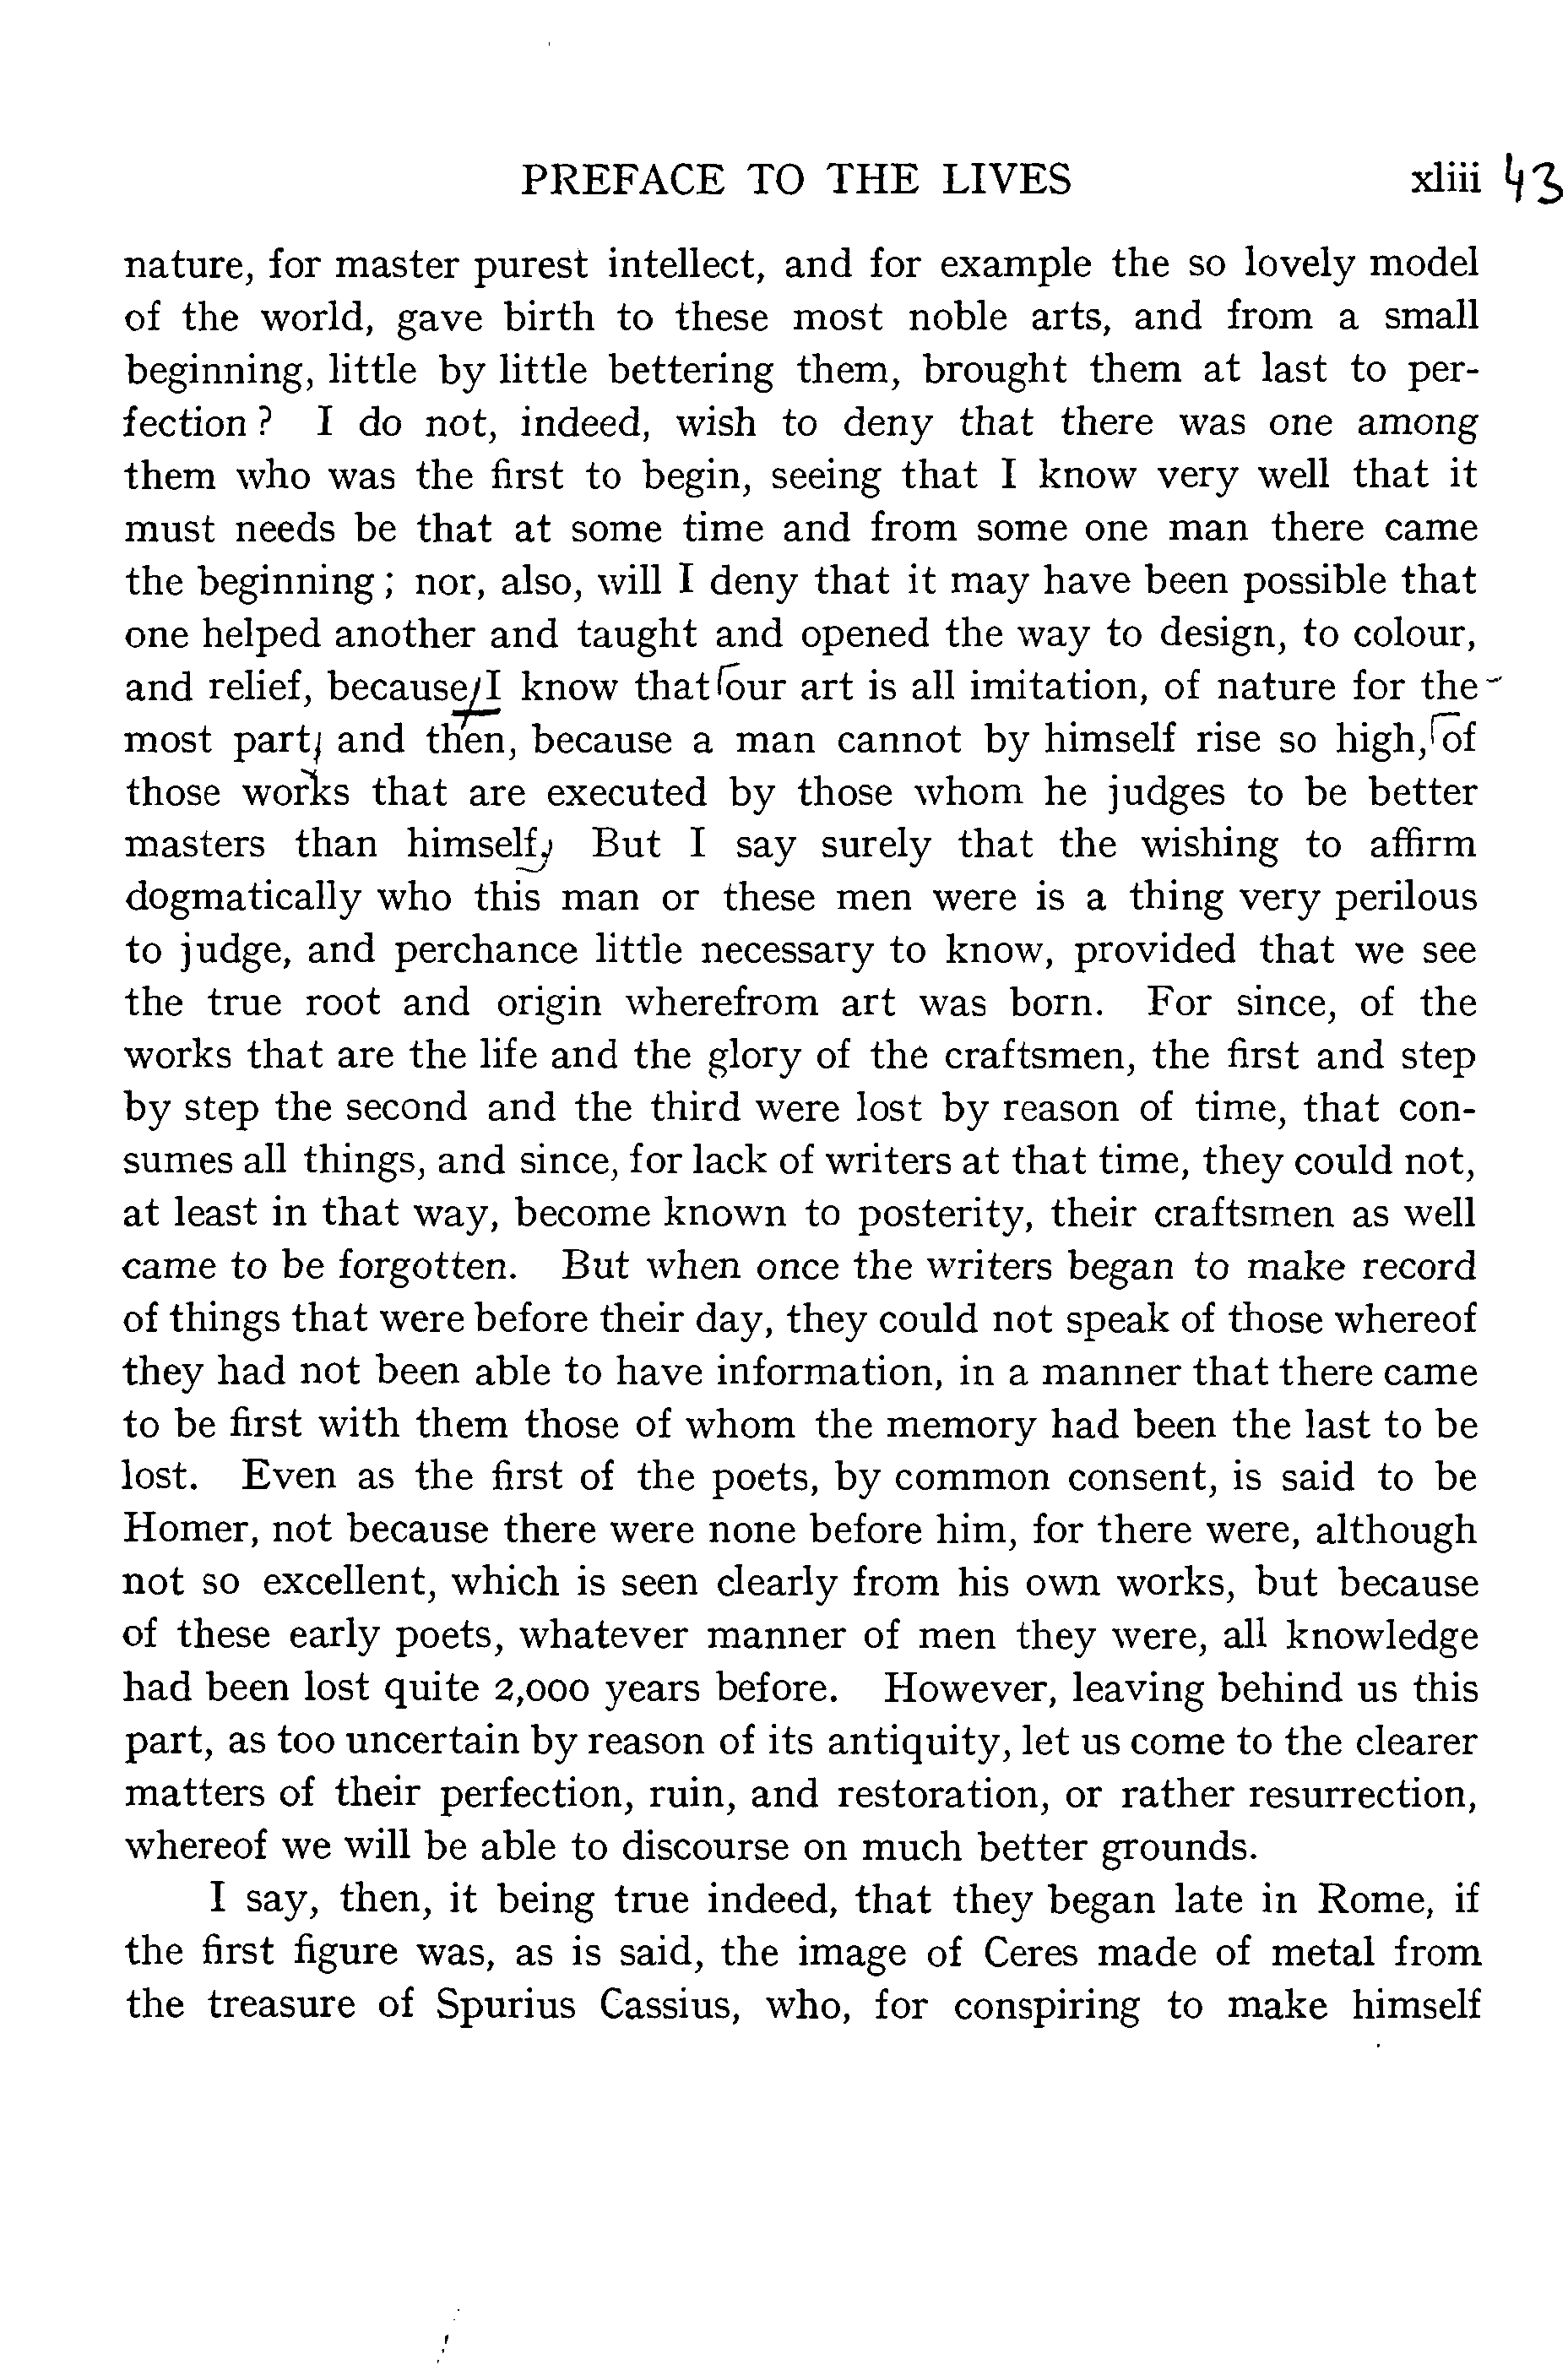 PREFACE TO THE LIVES xliii 43
nature, for master purest intellect, and for example the so lovely model
of the world, gave birth to these most noble arts, and from a small
beginning, little by little bettering them, brought them at last to per-
fection? I do not, indeed, wish to deny that there was one among
them who was the first to begin, seeing that I know very well that it
must needs be that at some time and from some one man there came
the beginning; nor, also, will I deny that it may have been possible that
one helped another and taught and opened the way to design, to colour,
and relief, because I know that our art is all imitation, of nature for the
most part, and then, because a man cannot by himself rise so high, of
those works that are executed by those whom he judges to be better
masters than himself. But I say surely that the wishing to affirm
dogmatically who this man or these men were is a thing very perilous
to judge, and perchance little necessary to know, provided that we see
the true root and origin wherefrom art was born. For since, of the
works that are the life and the glory of the craftsmen, the first and step
by step the second and the third were lost by reason of time, that con-
sumes all things, and since, for lack of writers at that time, they could not,
at least in that way, become known to posterity, their craftsmen as well
came to be forgotten. But when once the writers began to make record
of things that were before their day, they could not speak of those whereof
they had not been able to have information, in a manner that there came
to be first with them those of whom the memory had been the last to be
lost. Even as the first of the poets, by common consent, is said to be
Homer, not because there were none before him, for there were, although
not so excellent, which is seen clearly from his own works, but because
of these early poets, whatever manner of men they were, all knowledge
had been lost quite 2,000 years before. However, leaving behind us this
part, as too uncertain by reason of its antiquity, let us come to the clearer
matters of their perfection, ruin, and restoration, or rather resurrection,
whereof we will be able to discourse on much better grounds.
I say, then, it being true indeed, that they began late in Rome, if
the first figure was, as is said, the image of Ceres made of metal from
the treasure of Spurius Cassius, who, for conspiring to make himself